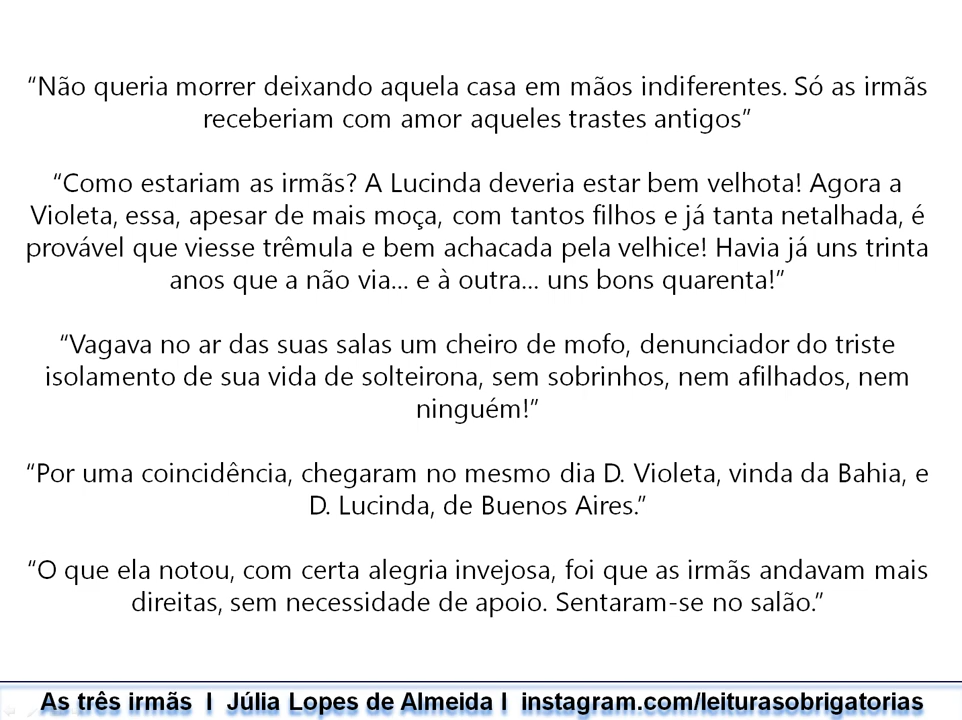 “Não queria morrer deixando aquela casa em mãos indiferentes. Só as irmãs
receberiam com amor aqueles trastes antigos”
“Como estariam as irmãs? A Lucinda deveria estar bem velhota! Agora a
Violeta, essa, apesar de mais moça, com tantos filhos e já tanta netalhada, é
provável que viesse trêmula e bem achacada pela velhice! Havia já uns trinta
anos que a não via... e à outra... uns bons quarenta!”
“Vagava no ar das suas salas um cheiro de mofo, denunciador do triste
isolamento de sua vida de solteirona, sem sobrinhos, nem afilhados, nem
ninguém!”
“Por uma coincidência, chegaram no mesmo dia D. Violeta, vinda da Bahia, e
D. Lucinda, de Buenos Aires.”
“O que ela notou, com certa alegria invejosa, foi que as irmãs andavam mais
direitas, sem necessidade de apoio. Sentaram-se no salão.”
As três irmãs I Júlia Lopes de Almeida I instagram.com/leiturasobrigatorias